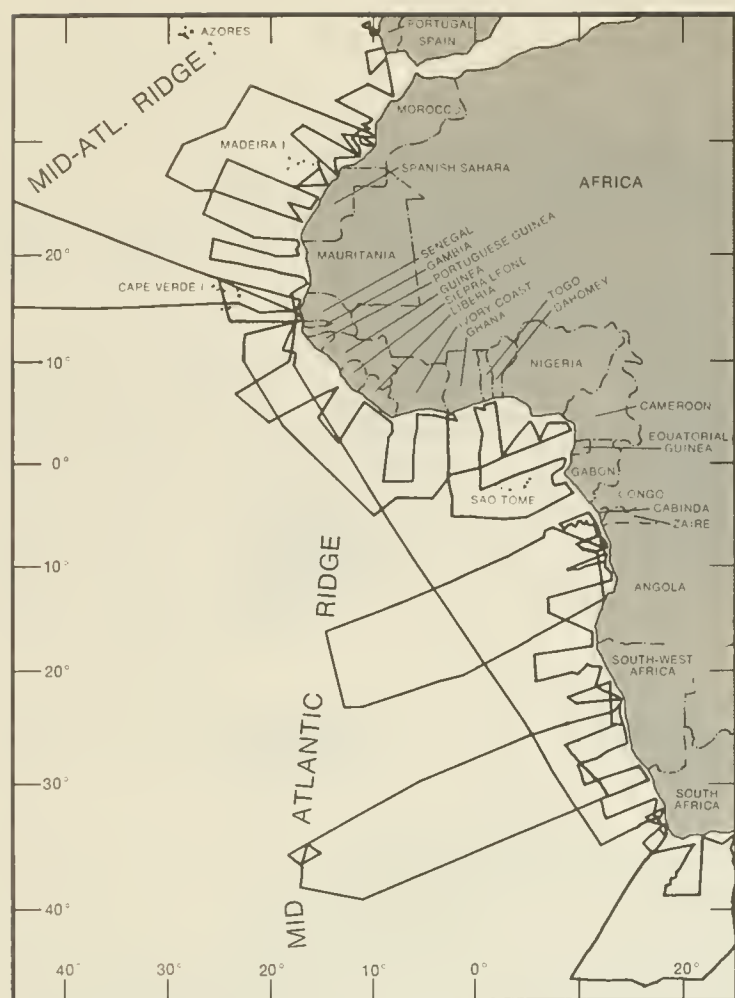 PORTUGAL
SPAIN
AZORES
MID-ATL. RIDGE
MOROCCO
MADEIRA I
SPANISH SAHARA
AFRICA
MAURITANIA
SENEGAL
GAMBIA
PORTUGUESE GUINEA
GUINEA
SIERRA LEONE
LIBERIA
IVORY COAST
GHANA
TOGO
DAHOMEY
20°
CAPE VERDE I
10°
NIGERIA
CAMEROON
0°
EQUATORIAL
GUINEA
GABON
SAO TOME
CONGO
CABINDA
ZAIRE
10°
ANGOLA
20°
SOUTH-WEST
AFRICA
30°
SOUTH
AFRICA
MID ATLANTIC RIDGE
40°
40° 30° 20° 10° 0° 20°